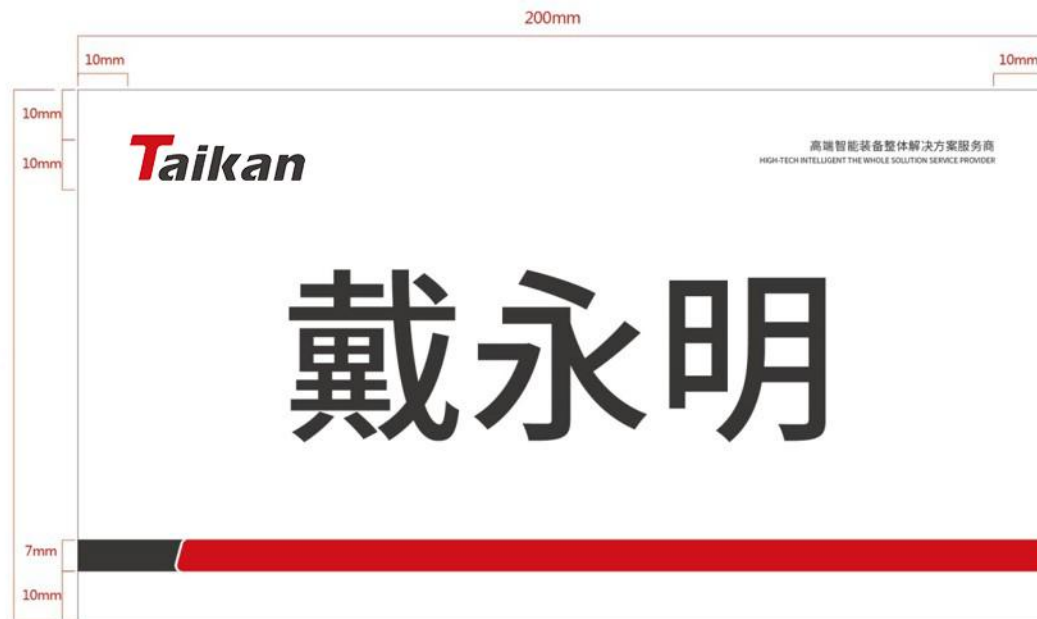 200mm
10mm
10mm
10mm
10mm
Taikan
高端智能装备整体解决方案服务商
HIGH-TECH INTELLIGENT THE WHOLE SOLUTION SERVICE PROVIDER
戴永明
7mm
10mm